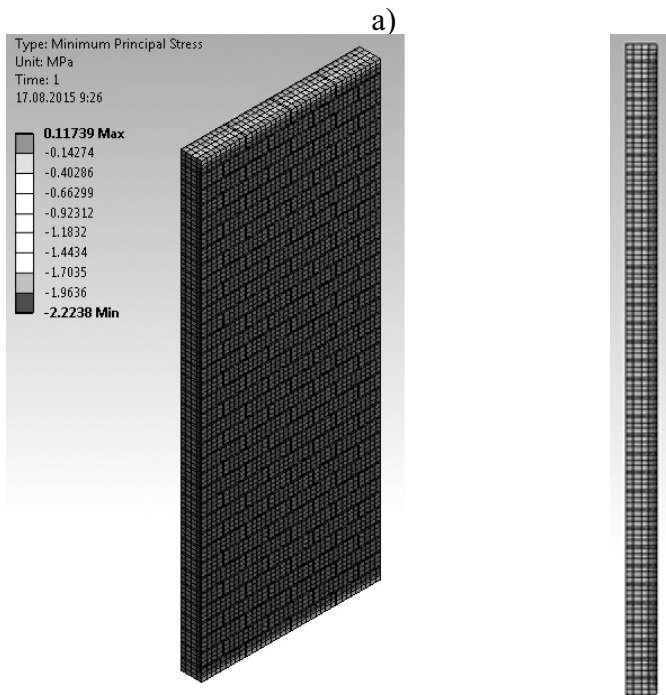 a)
Type: Minimum Principal Stress
Unit: MPa
Time: 1
17.08.2015 9:26
0.11739 Max
-0.14274
-0.40286
-0.66299
-0.92312
-1.1832
-1.4434
-1.7035
-1.9636
-2.2238 Min